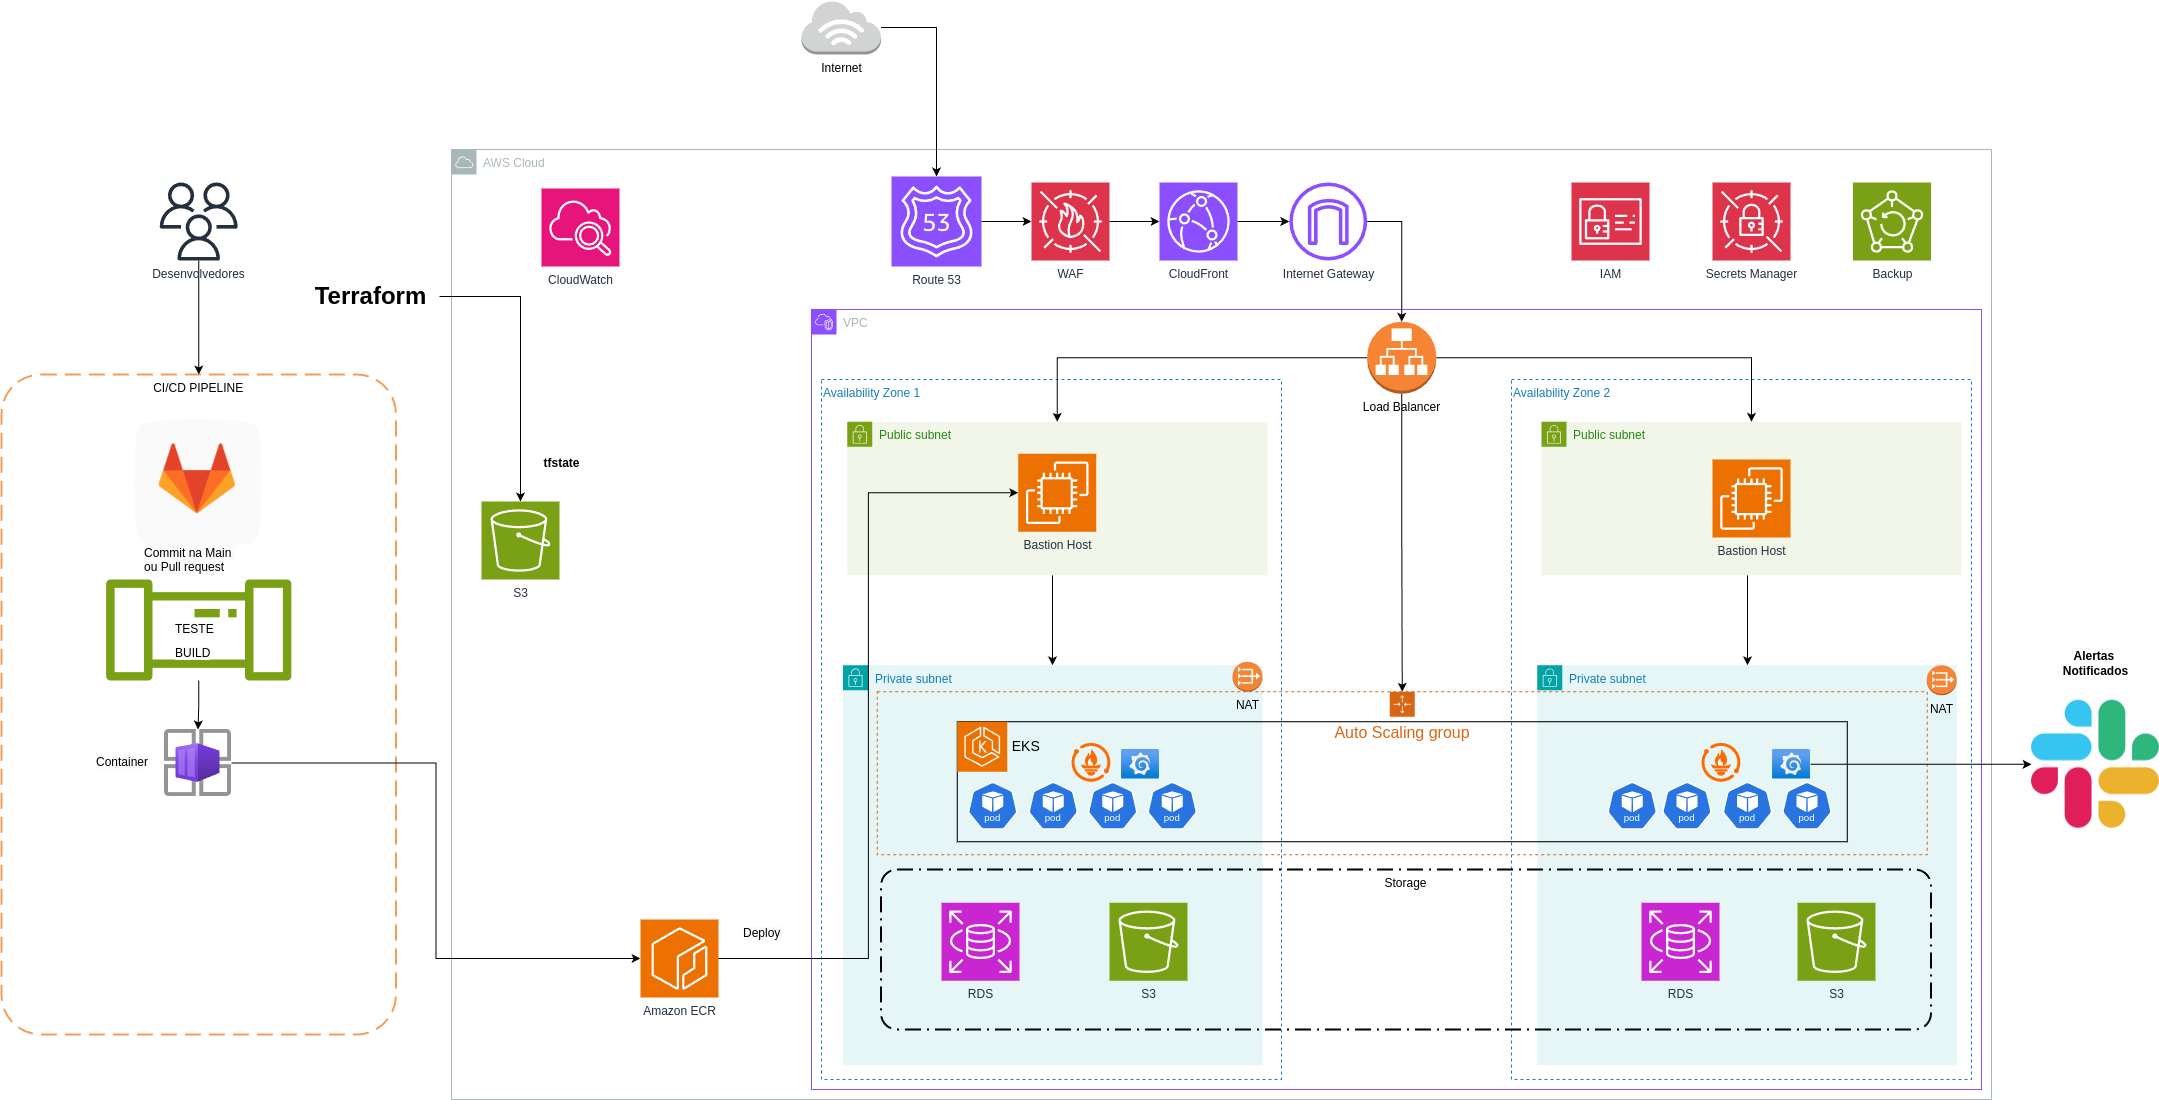 Internet
AWS Cloud
53
Desenvolvedores
CloudWatch
Route 53
WAF
CloudFront
Internet Gateway
IAM
Secrets Manager
Backup
Terraform
VPC
CI/CD PIPELINE
Availability Zone 1
Load Balancer
Availability Zone 2
Public subnet
Public subnet
tfstate
Bastion Host
Bastion Host
Commit na Main
ou Pull request
S3
TESTE
BUILD
Alertas
Notificados
Private subnet
NAT
Private subnet
NAT
Auto Scaling group
K
EKS
Container
pod
pod
pod
pod
pod
pod
pod
pod
Storage
Deploy
RDS
S3
RDS
S3
Amazon ECR